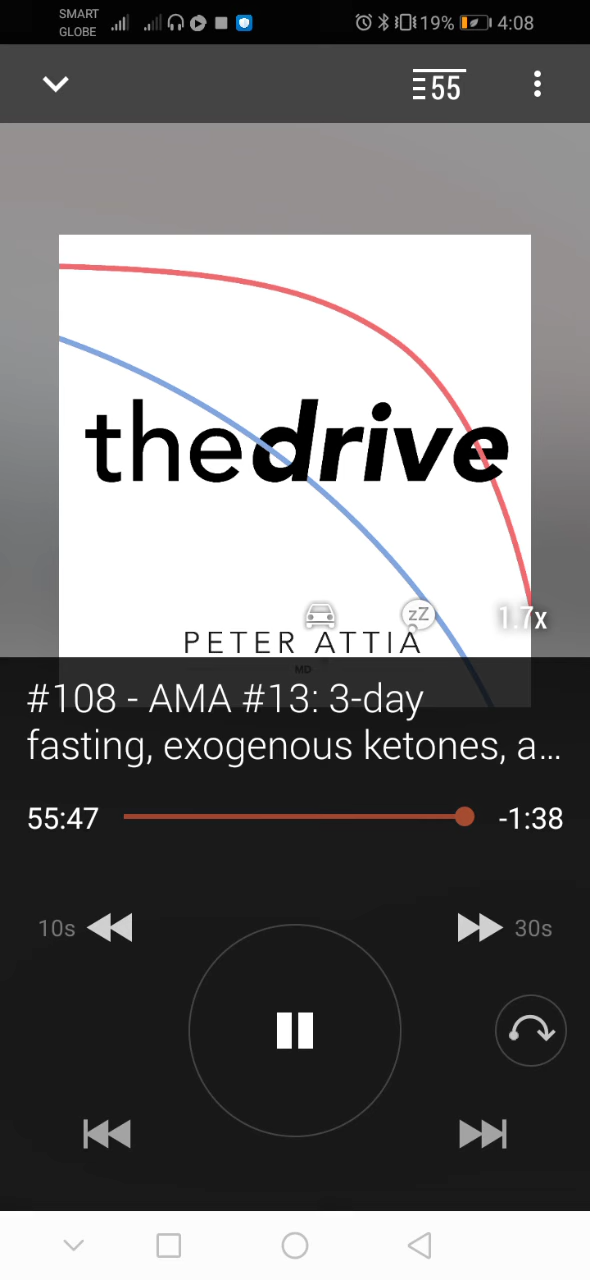 SMART
GLOBE
19% 4:08
55
thedrive
zZ
1.7x
PETER ATTIA
MD
#108 - AMA #13: 3-day
fasting, exogenous ketones, a...
55:47 -1:38
10s 30s